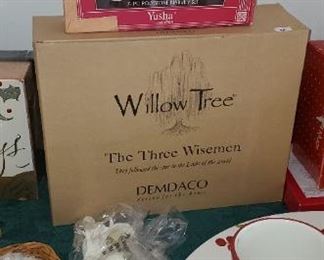 Yusha
Willow Tree®
The Three Wisemen
They followed the star to the Light of the World
DEMDACO